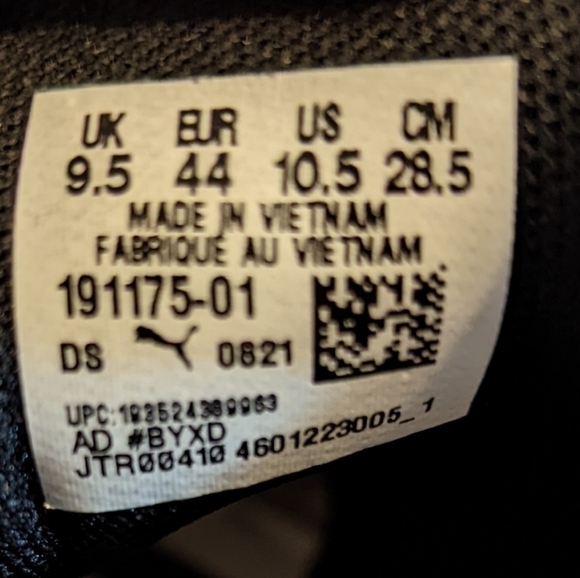 UK EUR US CM
9.5 44 10.5 28.5
MADE IN VIETNAM
FABRIQUÉ AU VIETNAM
191175-01
DS 0821
UPC:193524389963
AD #BYXD
JTR00410 4601223005_1